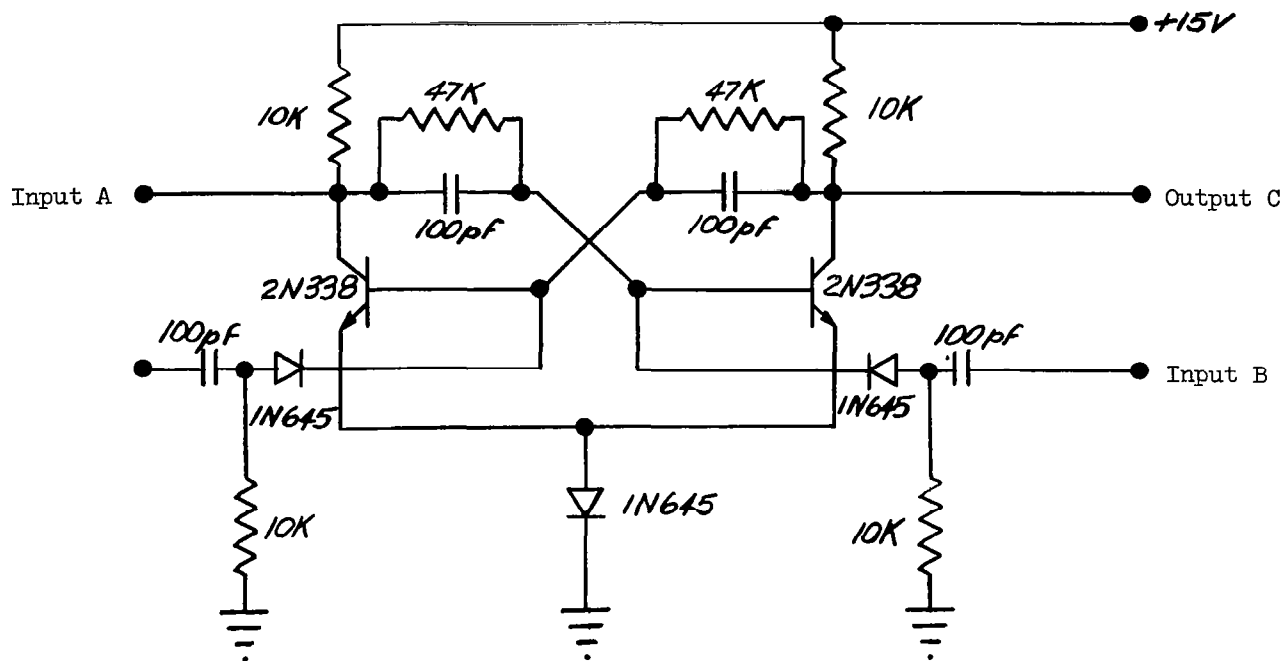 +15V
10K
47K
47K
10K
Input A
100pf
100pf
Output C
2N338
2N338
100pf
100pf
Input B
1N645
1N645
1N645
10K
10K